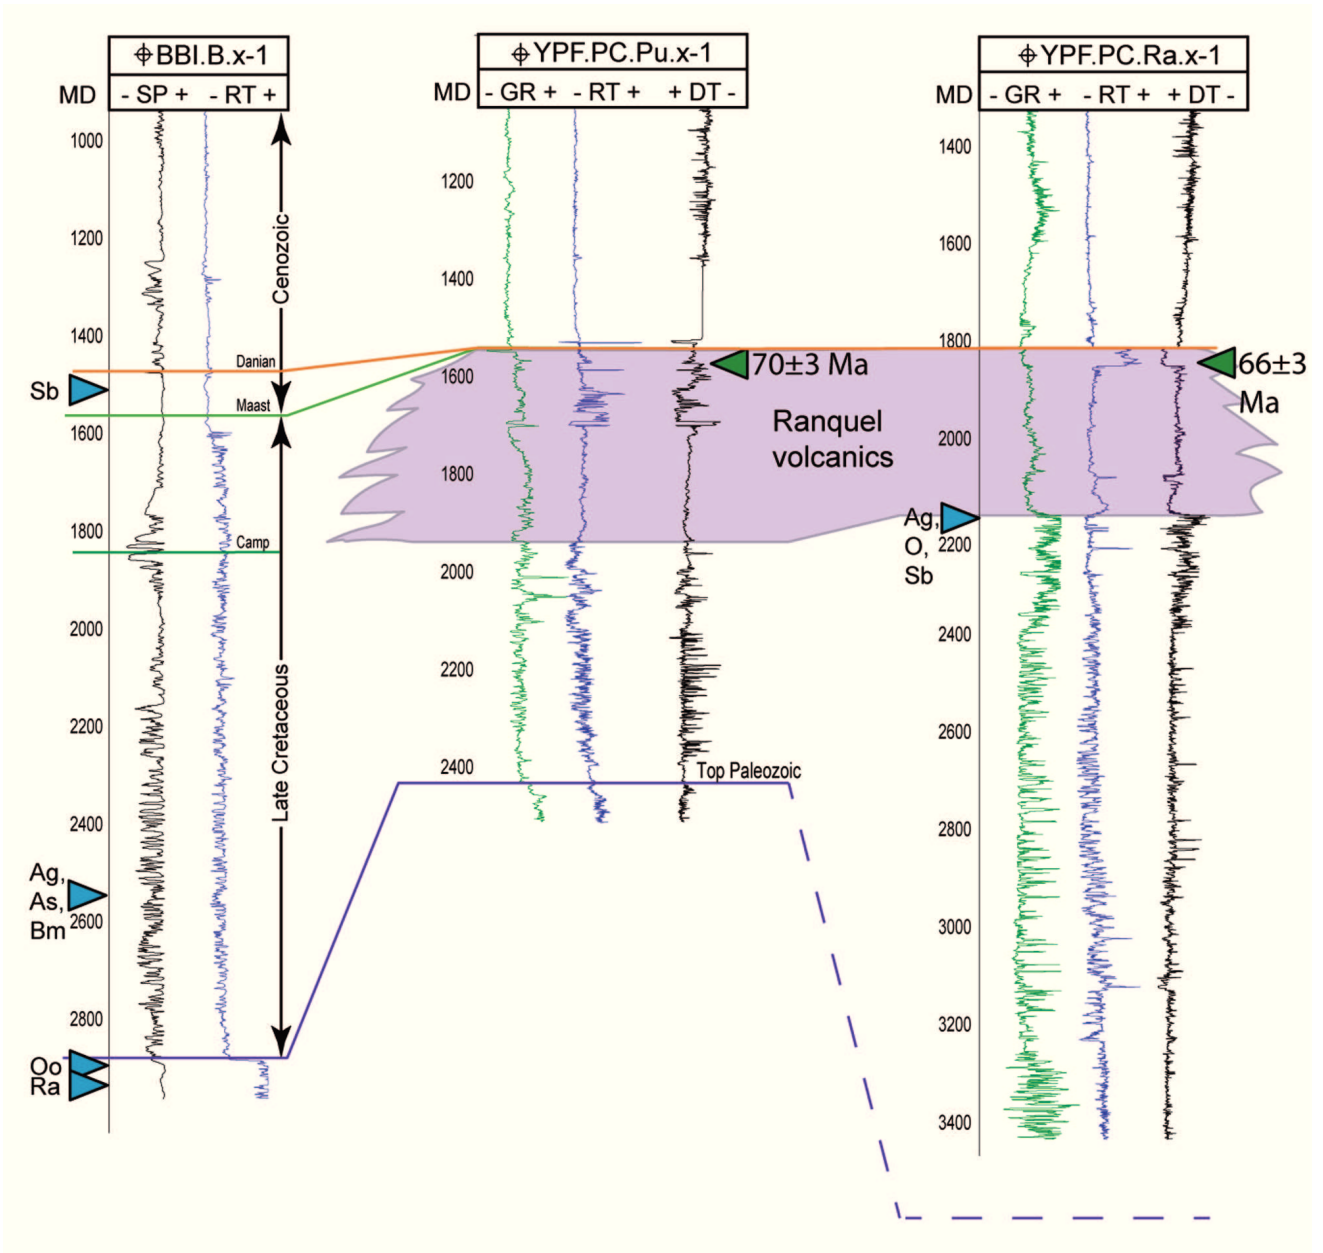 ⌖BBI.B.x-1
MD
- SP +
- RT +
1000
1200
1400
1600
1800
2000
2200
2400
2600
2800
Cenozoic
Late Cretaceous
Danian
Maast
Camp
Sb
Ag,
As,
Bm
Oo
Ra
⌖YPF.PC.Pu.x-1
MD
- GR +
- RT +
+ DT -
1200
1400
1600
1800
2000
2200
2400
70±3 Ma
Ranquel
volcanics
Top Paleozoic
⌖YPF.PC.Ra.x-1
MD
- GR +
- RT +
+ DT -
1400
1600
1800
2000
2200
2400
2600
2800
3000
3200
3400
66±3
Ma
Ag,
O,
Sb